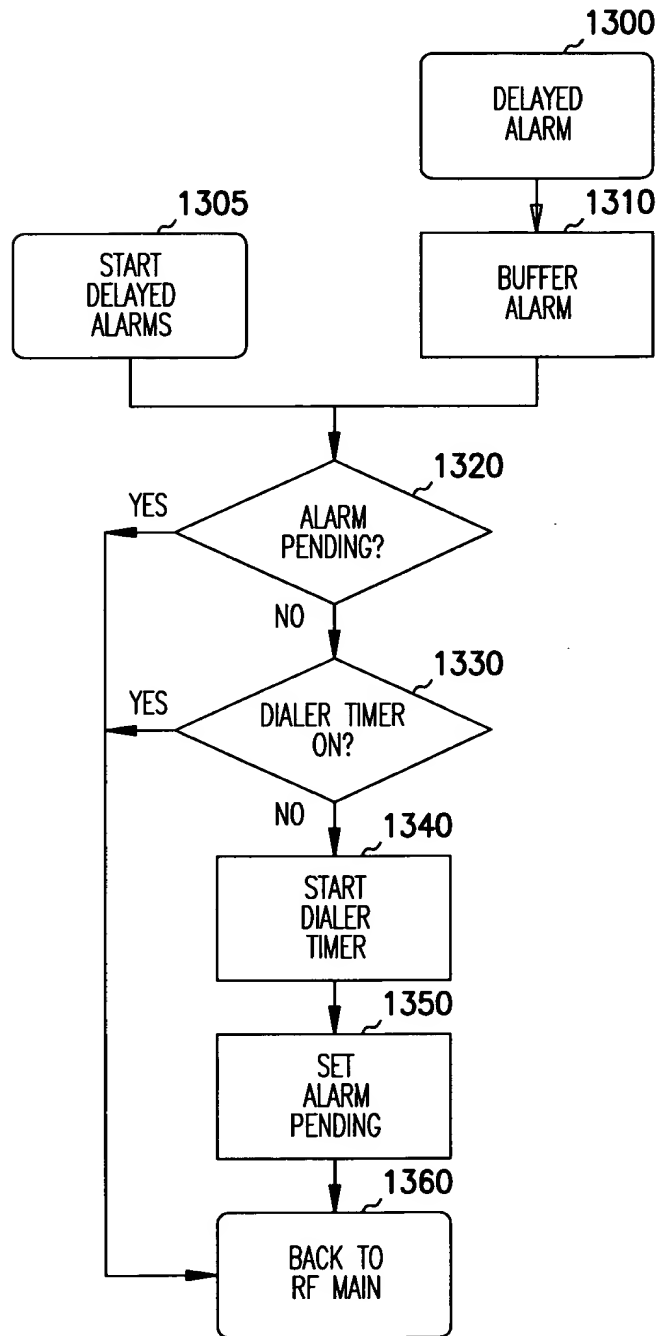 1300
DELAYED
ALARM
1305
START
DELAYED
ALARMS
1310
BUFFER
ALARM
1320
YES
ALARM
PENDING?
NO
1330
YES
DIALER TIMER
ON?
NO
1340
START
DIALER
TIMER
1350
SET
ALARM
PENDING
1360
BACK TO
RF MAIN